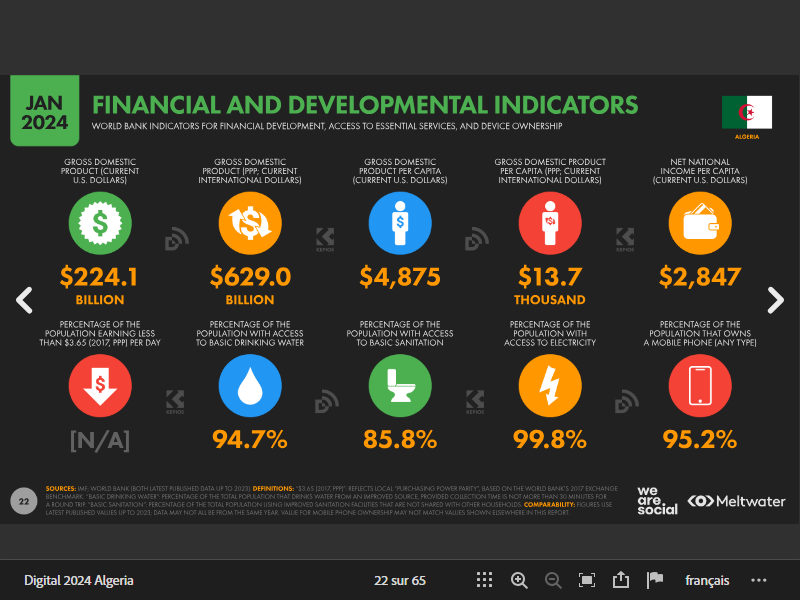 JAN
2024
FINANCIAL AND DEVELOPMENTAL INDICATORS
WORLD BANK INDICATORS FOR FINANCIAL DEVELOPMENT, ACCESS TO ESSENTIAL SERVICES, AND DEVICE OWNERSHIP
ALGERIA
GROSS DOMESTIC
PRODUCT (CURRENT
U.S. DOLLARS)
$224.1
BILLION
GROSS DOMESTIC
PRODUCT (PPP; CURRENT
INTERNATIONAL DOLLARS)
$629.0
BILLION
GROSS DOMESTIC
PRODUCT PER CAPITA
(CURRENT U.S. DOLLARS)
$4,875
GROSS DOMESTIC PRODUCT
PER CAPITA (PPP; CURRENT
INTERNATIONAL DOLLARS)
$13.7
THOUSAND
NET NATIONAL
INCOME PER CAPITA
(CURRENT U.S. DOLLARS)
$2,847
PERCENTAGE OF THE
POPULATION EARNING LESS
THAN $3.65 (2017, PPP) PER DAY
[N/A]
PERCENTAGE OF THE
POPULATION WITH ACCESS
TO BASIC DRINKING WATER
94.7%
PERCENTAGE OF THE
POPULATION WITH ACCESS
TO BASIC SANITATION
85.8%
PERCENTAGE OF THE
POPULATION WITH
ACCESS TO ELECTRICITY
99.8%
PERCENTAGE OF THE
POPULATION THAT OWNS
A MOBILE PHONE (ANY TYPE)
95.2%
KEPIOS
KEPIOS
KEPIOS
KEPIOS
22
SOURCES: IMF; WORLD BANK (BOTH LATEST PUBLISHED DATA UP TO 2023). DEFINITIONS: "$3.65 (2017, PPP)": REFLECTS LOCAL "PURCHASING POWER PARITY", BASED ON THE WORLD BANK'S 2017 EXCHANGE
BENCHMARK. "BASIC DRINKING WATER": PERCENTAGE OF THE TOTAL POPULATION THAT DRINKS WATER FROM AN IMPROVED SOURCE, PROVIDED COLLECTION TIME IS NOT MORE THAN 30 MINUTES FOR
A ROUND TRIP. "BASIC SANITATION": PERCENTAGE OF THE TOTAL POPULATION USING IMPROVED SANITATION FACILITIES THAT ARE NOT SHARED WITH OTHER HOUSEHOLDS. COMPARABILITY: FIGURES USE
LATEST PUBLISHED VALUES UP TO 2023; DATA MAY NOT ALL BE FROM THE SAME YEAR. VALUE FOR MOBILE PHONE OWNERSHIP MAY NOT MATCH VALUES SHOWN ELSEWHERE IN THIS REPORT.
we
are.
social
Meltwater
Digital 2024 Algeria
22 sur 65
français